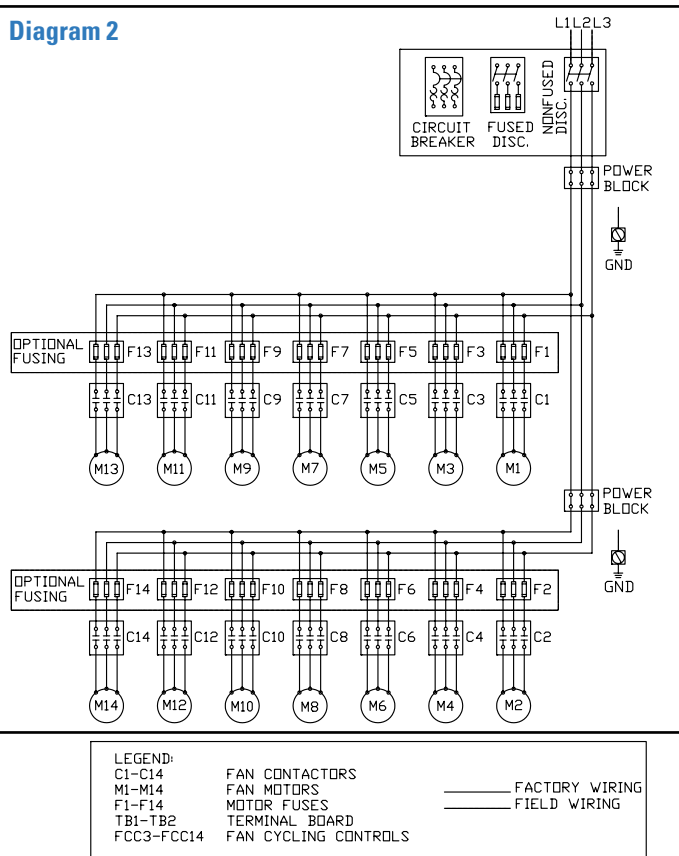 Diagram 2
L1L2L3
CIRCUIT
BREAKER
FUSED
DISC.
NONFUSED
DISC.
POWER
BLOCK
GND
OPTIONAL
FUSING
F13 F11 F9 F7 F5 F3 F1
C13 C11 C9 C7 C5 C3 C1
M13 M11 M9 M7 M5 M3 M1
POWER
BLOCK
GND
OPTIONAL
FUSING
F14 F12 F10 F8 F6 F4 F2
C14 C12 C10 C8 C6 C4 C2
M14 M12 M10 M8 M6 M4 M2
LEGEND:
C1-C14 FAN CONTACTORS
M1-M14 FAN MOTORS
F1-F14 MOTOR FUSES
TB1-TB2 TERMINAL BOARD
FCC3-FCC14 FAN CYCLING CONTROLS
FACTORY WIRING
FIELD WIRING